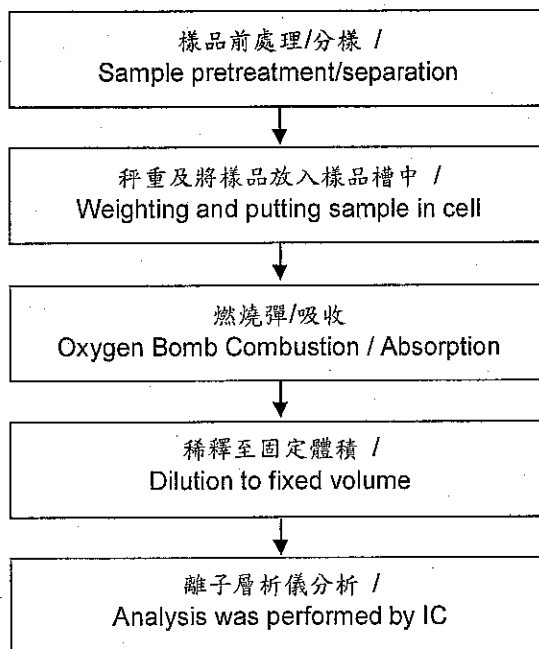 樣品前處理/分樣 /
Sample pretreatment/separation
秤重及將樣品放入樣品槽中 /
Weighting and putting sample in cell
燃燒彈/吸收
Oxygen Bomb Combustion / Absorption
稀釋至固定體積 /
Dilution to fixed volume
離子層析儀分析 /
Analysis was performed by IC